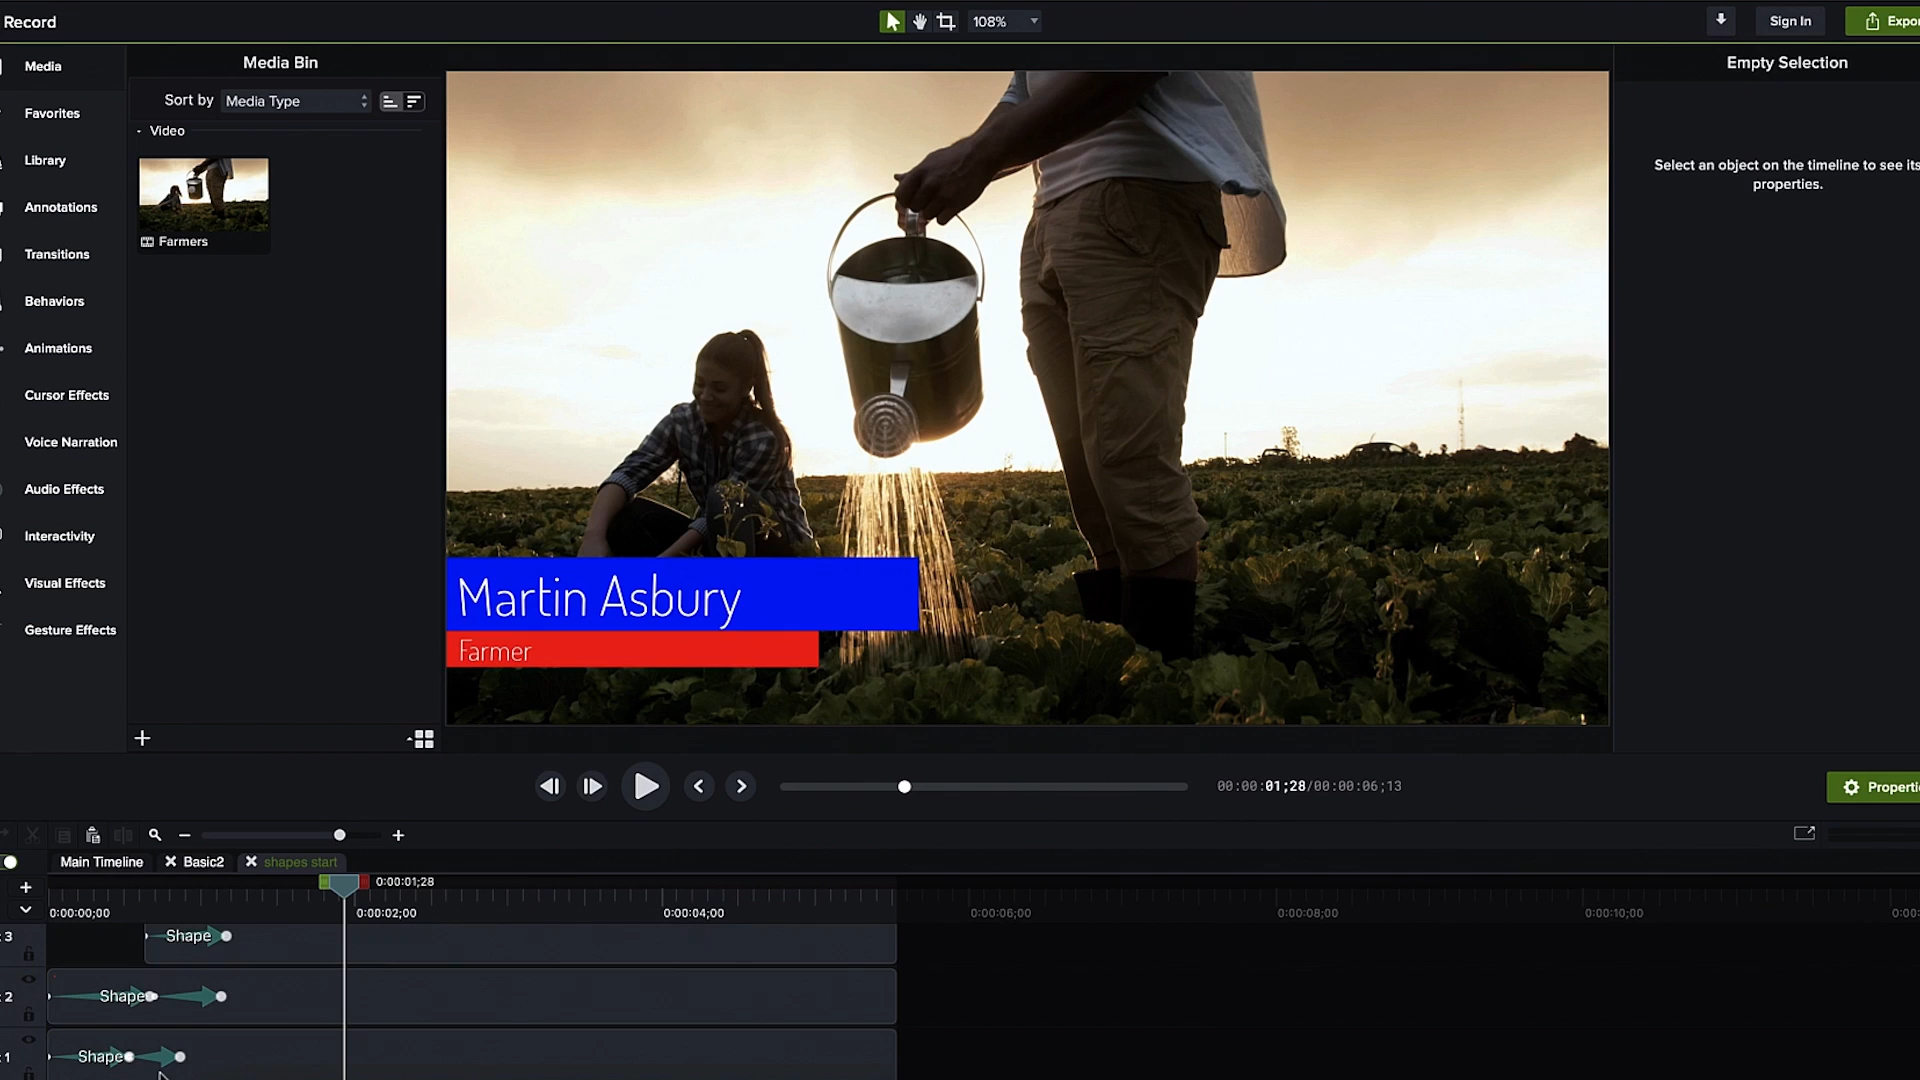 Record
108%
Sign In
Media
Media Bin
Empty Selection
Sort by
Media Type
Favorites
Video
Library
Select an object on the timeline to see its
properties.
Annotations
Farmers
Transitions
Behaviors
Animations
Cursor Effects
Voice Narration
Audio Effects
Interactivity
Visual Effects
Gesture Effects
Martin Asbury
Farmer
00:00:01;28/00:00:06;13
Main Timeline
Basic2
shapes start
0:00:01;28
0:00:00;00
0:00:02;00
0:00:04;00
0:00:06;00
0:00:08;00
0:00:10;00
3
Shape
2
Shape
1
Shape